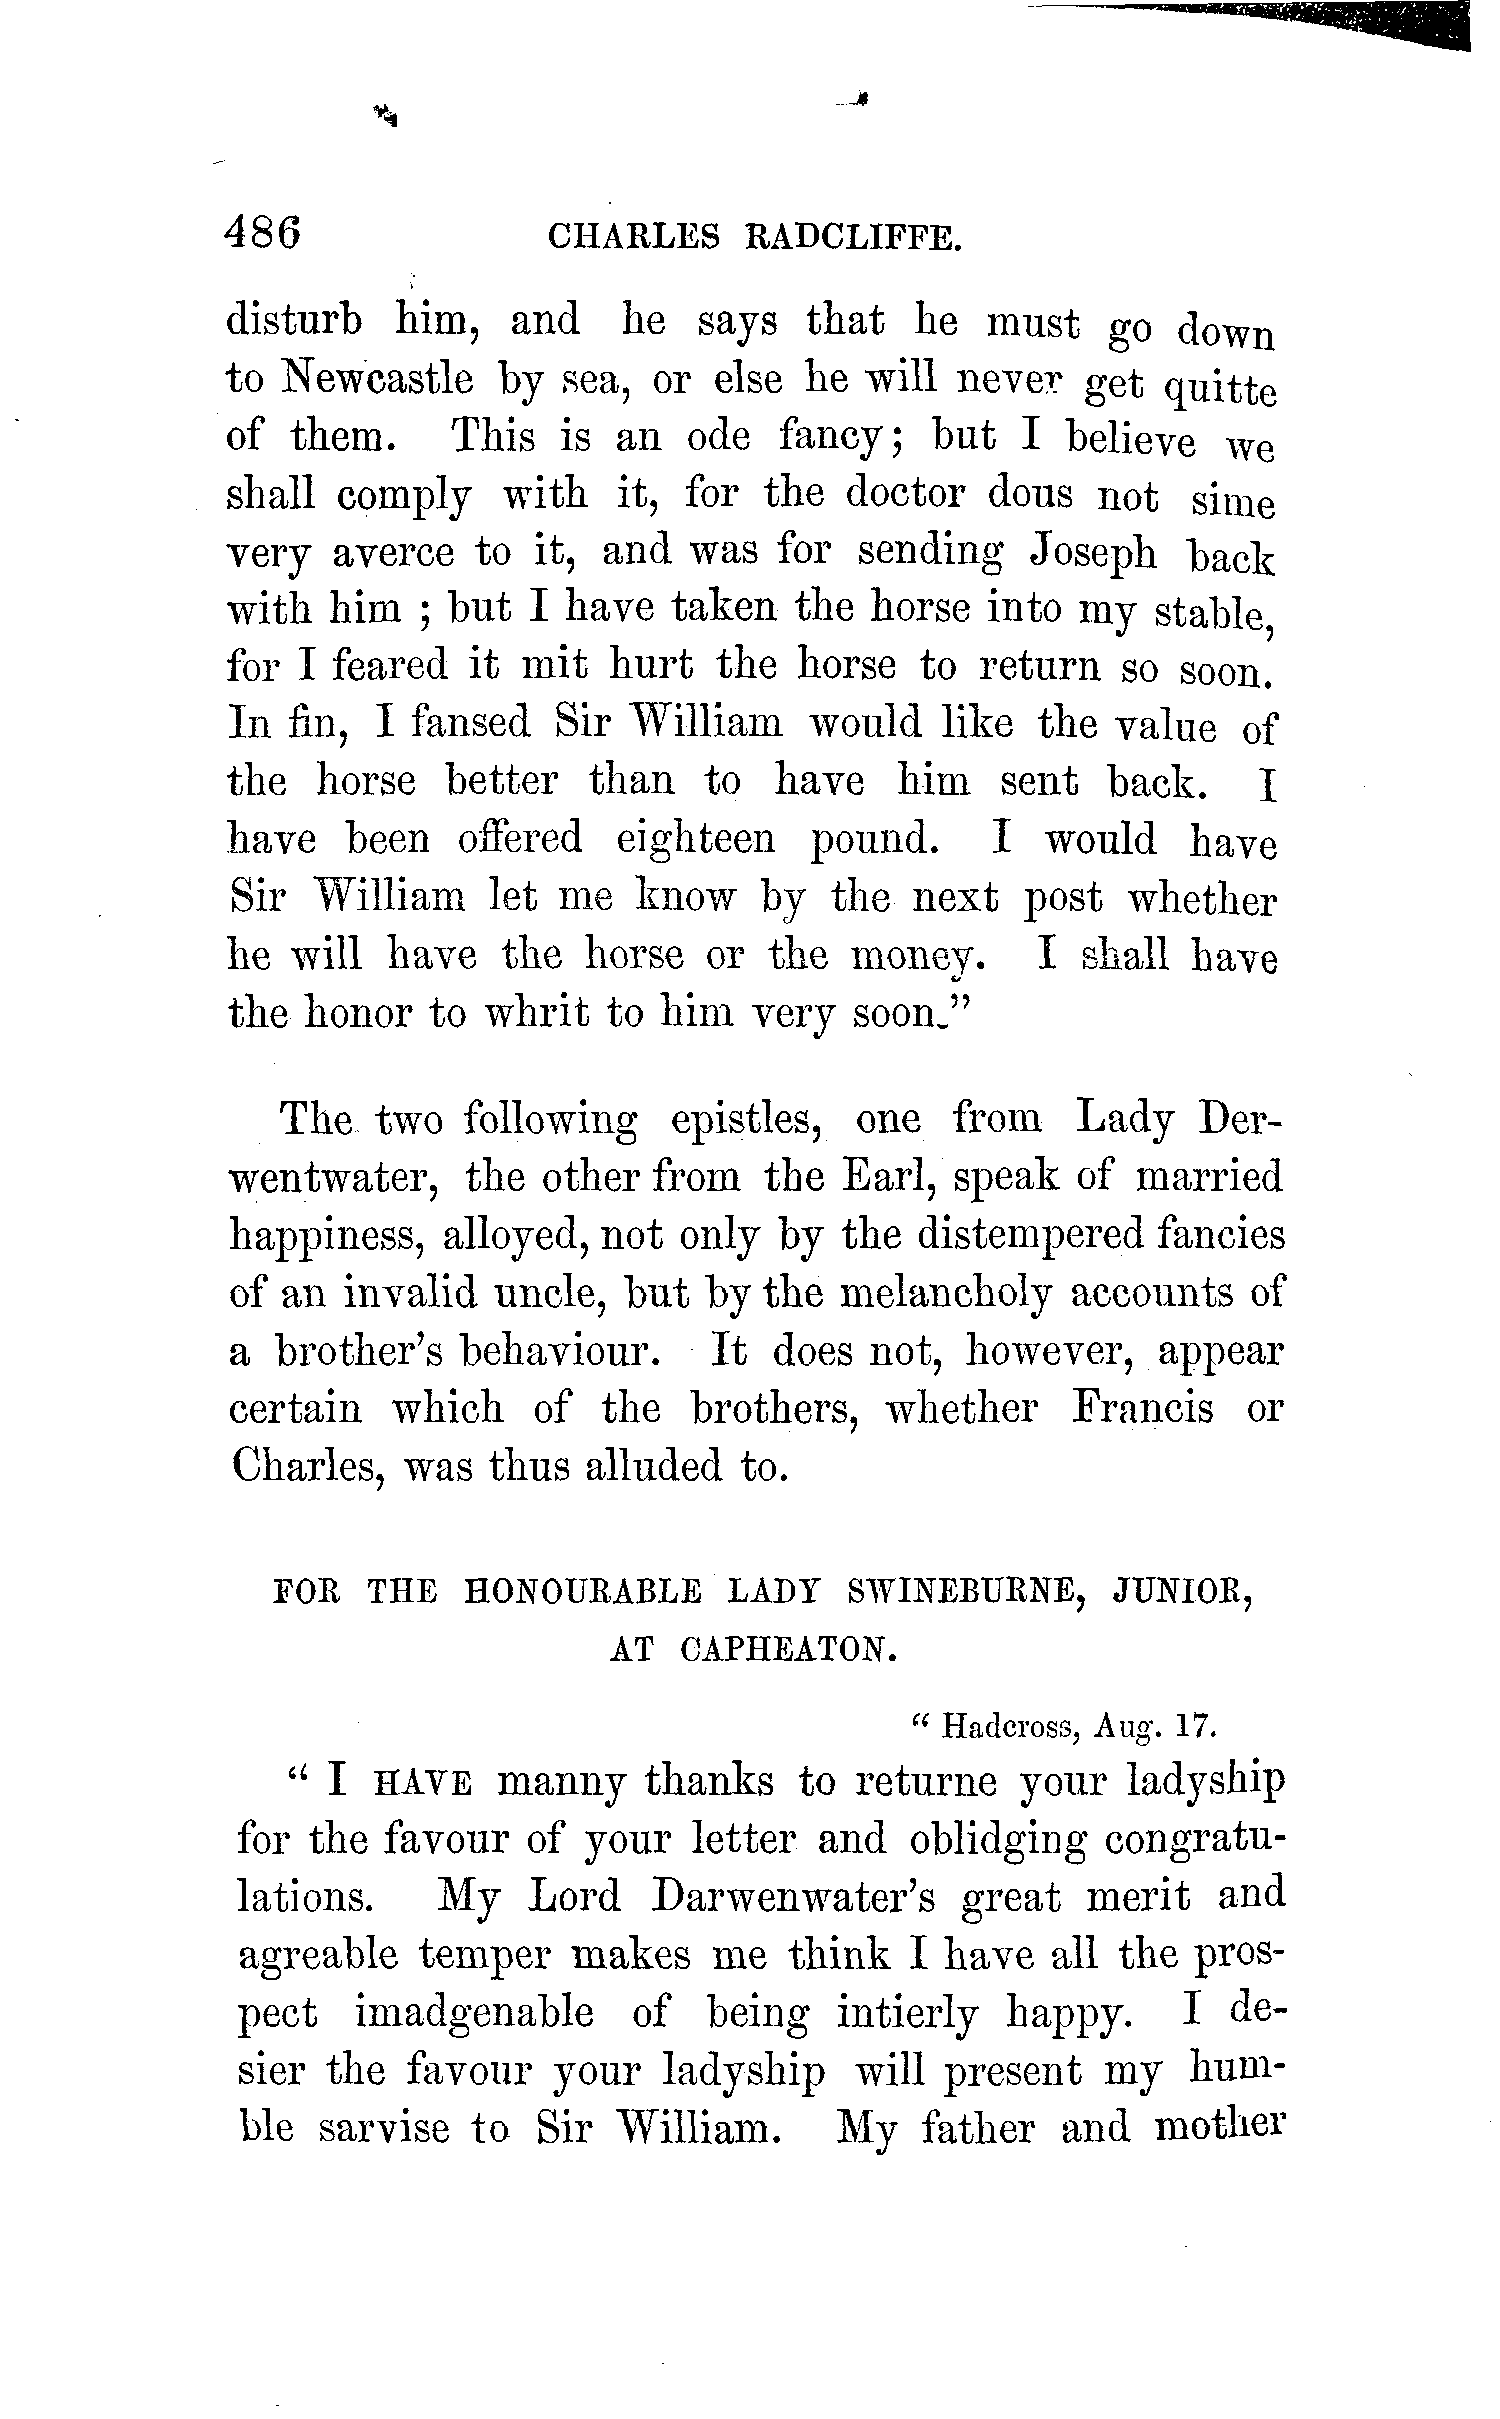 486 CHARLES RADCLIFFE.
disturb him, and he says that he must go down
to Newcastle by sea, or else he will never get quitte
of them. This is an ode fancy; but I believe we
shall comply with it, for the doctor dous not sime
very averce to it, and was for sending Joseph back
with him ; but I have taken the horse into my stable,
for I feared it mit hurt the horse to return so soon.
In fin, I fansed Sir William would like the value of
the horse better than to have him sent back. I
have been offered eighteen pound. I would have
Sir William let me know by the next post whether
he will have the horse or the money. I shall have
the honor to whrit to him very soon."
The two following epistles, one from Lady Der-
wentwater, the other from the Earl, speak of married
happiness, alloyed, not only by the distempered fancies
of an invalid uncle, but by the melancholy accounts of
a brother's behaviour. It does not, however, appear
certain which of the brothers, whether Francis or
Charles, was thus alluded to.
FOR THE HONOURABLE LADY SWINEBURNE, JUNIOR,
AT CAPHEATON.
" Hadcross, Aug. 17.
" I HAVE manny thanks to returne your ladyship
for the favour of your letter and oblidging congratu-
lations. My Lord Darwenwater's great merit and
agreable temper makes me think I have all the pros-
pect imadgenable of being intierly happy. I de-
sier the favour your ladyship will present my hum-
ble sarvise to Sir William. My father and mother